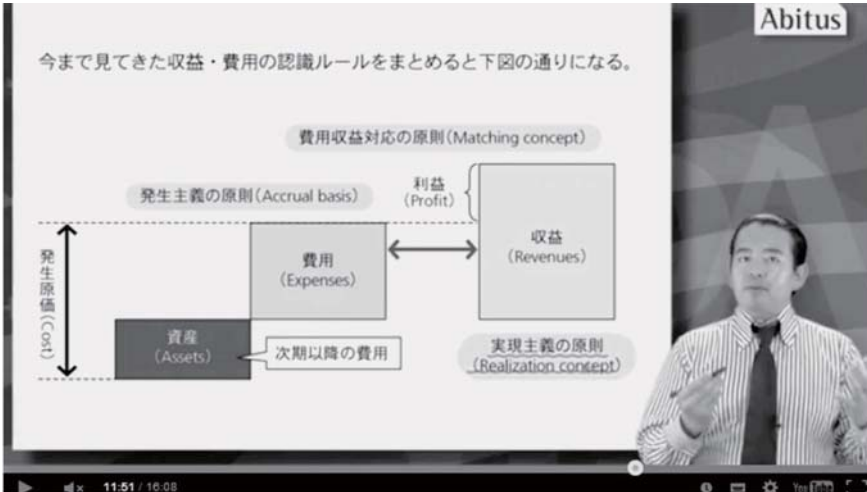 Abitus
今まで見てきた収益・費用の認識ルールをまとめると下図の通りになる。
費用収益対応の原則(Matching concept)
発生主義の原則(Accrual basis)
利益
(Profit)
収益
(Revenues)
費用
(Expenses)
発生原価(Cost)
資産
(Assets)
次期以降の費用
実現主義の原則
(Realization concept)
11:51 / 16:08
YouTube